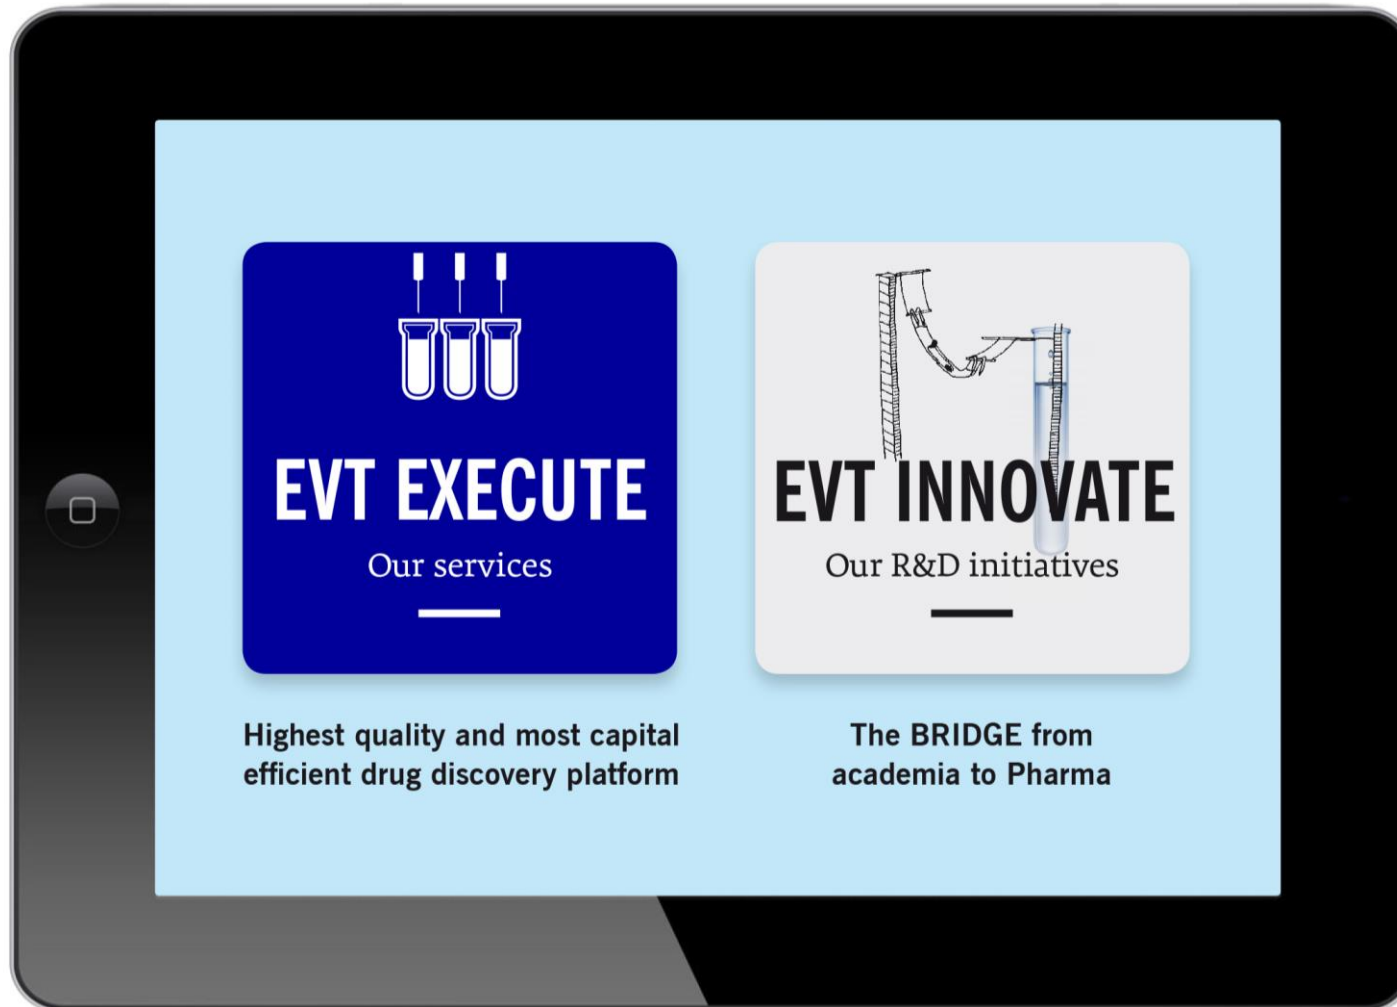 EVT EXECUTE
Our services
Highest quality and most capital
efficient drug discovery platform
EVT INNOVATE
Our R&D initiatives
The BRIDGE from
academia to Pharma